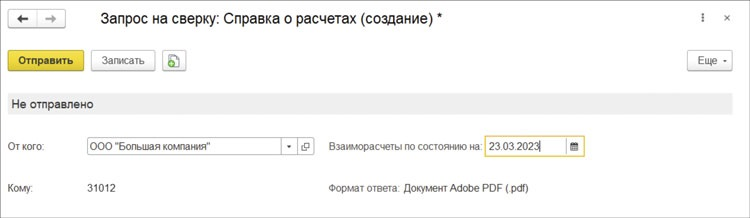 Запрос на сверку: Справка о расчетах (создание) *
Отправить Записать Еще
Не отправлено
От кого: ООО "Большая компания" Взаиморасчеты по состоянию на: 23.03.2023
Кому: 31012 Формат ответа: Документ Adobe PDF (.pdf)